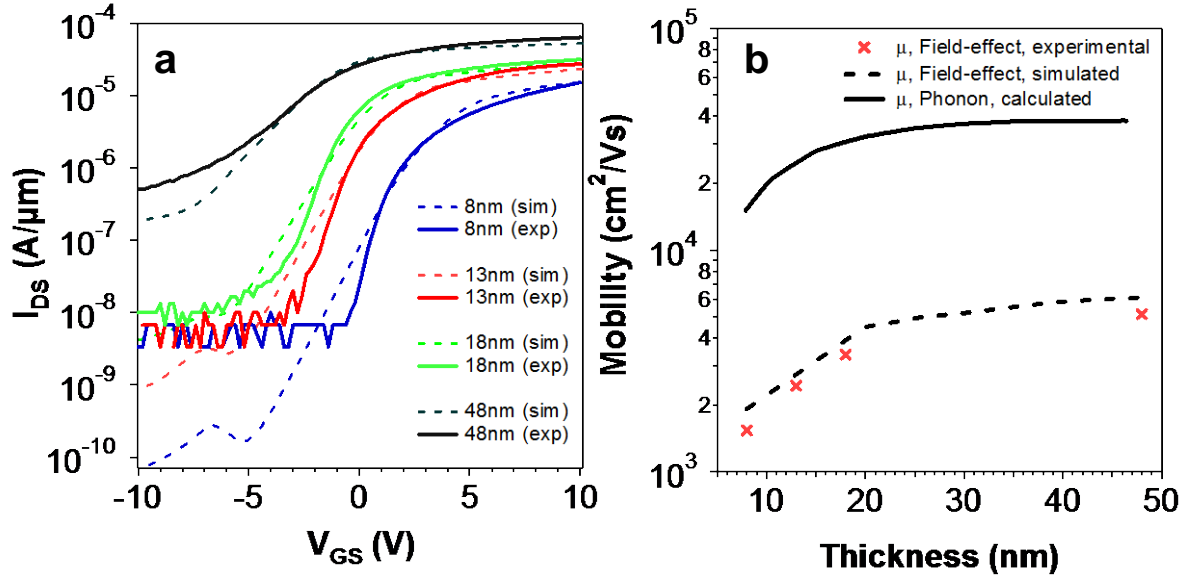 a
10⁻⁴
10⁻⁵
10⁻⁶
10⁻⁷
10⁻⁸
10⁻⁹
10⁻¹⁰
I_DS (A/µm)
-10
-5
0
5
10
V_GS (V)
8nm (sim)
8nm (exp)
13nm (sim)
13nm (exp)
18nm (sim)
18nm (exp)
48nm (sim)
48nm (exp)
b
μ, Field-effect, experimental
μ, Field-effect, simulated
μ, Phonon, calculated
10⁵
8
6
4
2
10⁴
8
6
4
2
10³
Mobility (cm²/Vs)
10
20
30
40
50
Thickness (nm)